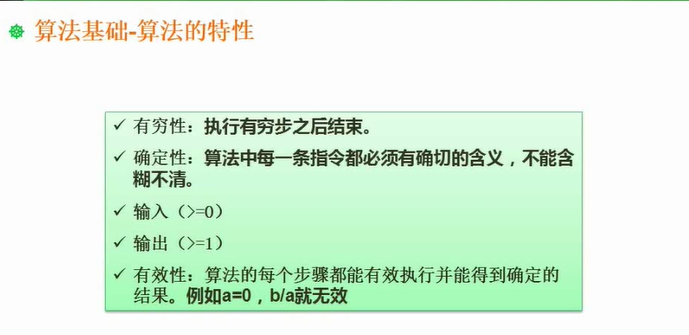 算法基础-算法的特性
有穷性：执行有穷步之后结束。
确定性：算法中每一条指令都必须有确切的含义，不能含
糊不清。
输入（>=0）
输出（>=1）
有效性：算法的每个步骤都能有效执行并能得到确定的
结果。例如a=0，b/a就无效